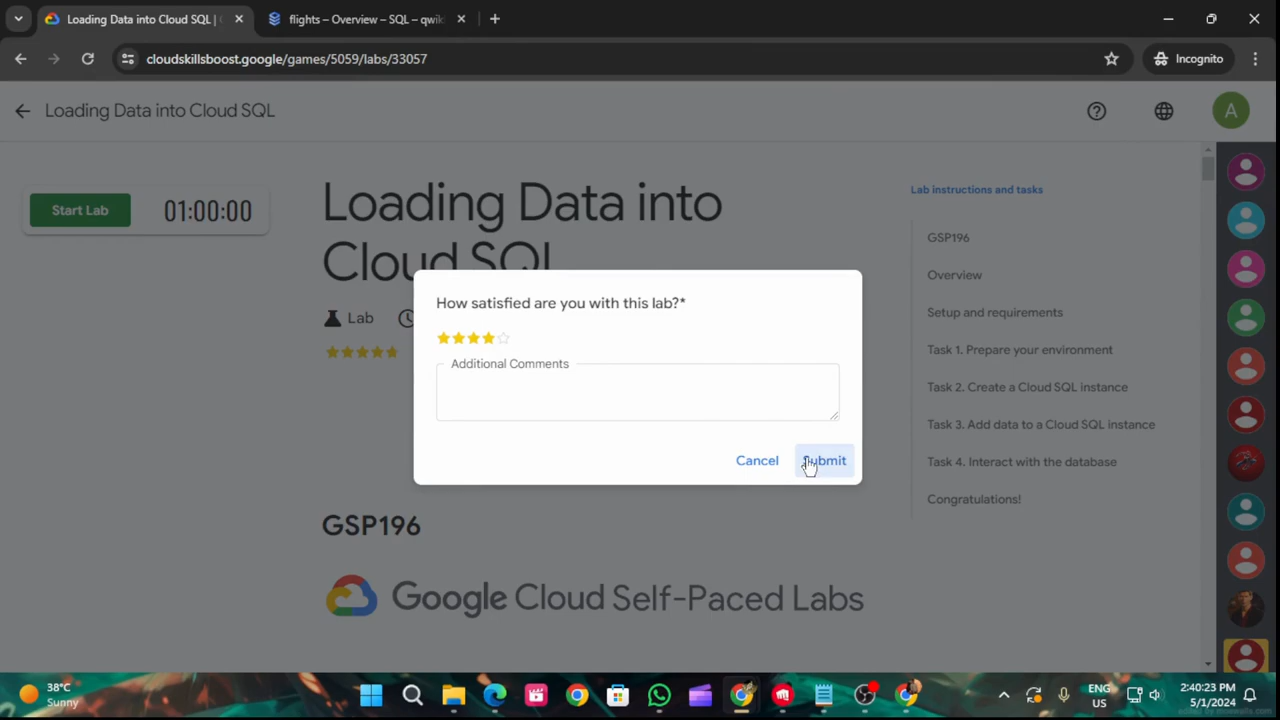 Loading Data into Cloud SQL |
flights – Overview – SQL – qwik
cloudskillsboost.google/games/5059/labs/33057
Incognito
Loading Data into Cloud SQL
A
Start Lab
01:00:00
Loading Data into
Cloud SQL
Lab
How satisfied are you with this lab?*
Additional Comments
Cancel
Submit
GSP196
Google Cloud Self-Paced Labs
Lab instructions and tasks
GSP196
Overview
Setup and requirements
Task 1. Prepare your environment
Task 2. Create a Cloud SQL instance
Task 3. Add data to a Cloud SQL instance
Task 4. Interact with the database
Congratulations!
38°C
Sunny
ENG
US
2:40:23 PM
5/1/2024